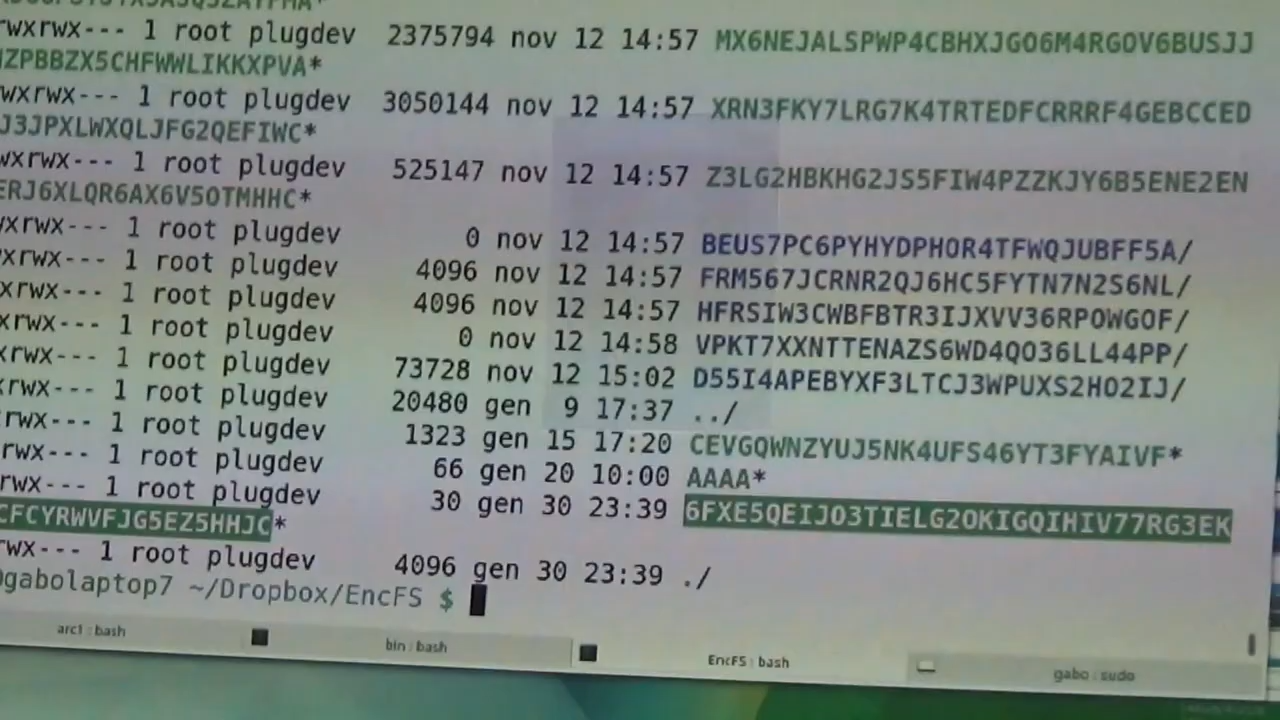 rwxrwx--- 1 root plugdev 2375794 nov 12 14:57 MX6NEJALSPWP4CBHXJGO6M4RGOV6BUSJJ
ZPBBZX5CHFWWLIKKXPVA*
wxrwx--- 1 root plugdev 3050144 nov 12 14:57 XRN3FKY7LRG7K4TRTEDFCRRRF4GEBCCED
J3JPXLWXQLJFG2QEFIWC*
wxrwx--- 1 root plugdev 525147 nov 12 14:57 Z3LG2HBKHG2JS5FIW4PZZKJY6B5ENE2EN
ERJ6XLQR6AX6V5OTMHHC*
wxrwx--- 1 root plugdev 0 nov 12 14:57 BEUS7PC6PYHYDPHOR4TFWQJUBFF5A/
xrwx--- 1 root plugdev 4096 nov 12 14:57 FRM567JCRNR2QJ6HC5FYTN7N2S6NL/
xrwx--- 1 root plugdev 4096 nov 12 14:57 HFRSIW3CWBFBTR3IJXVV36RPOWGOF/
xrwx--- 1 root plugdev 0 nov 12 14:58 VPKT7XXNTTENAZS6WD4QO36LL44PP/
xrwx--- 1 root plugdev 73728 nov 12 15:02 D55I4APEBYXF3LTCJ3WPUXS2HO2IJ/
xrwx--- 1 root plugdev 20480 gen 9 17:37 ../
rwx--- 1 root plugdev 1323 gen 15 17:20 CEVGQWNZYUJ5NK4UFS46YT3FYAIVF*
rwx--- 1 root plugdev 66 gen 20 10:00 AAAA*
rwx--- 1 root plugdev 30 gen 30 23:39 6FXE5QEIJO3TIELG2OKIGQIHIV77RG3EK
CFCYRWVFJG5EZ5HHJC*
rwx--- 1 root plugdev 4096 gen 30 23:39 ./
@gabolaptop7 ~/Dropbox/EncFS $
arc1 : bash
bin : bash
EncFS : bash
gabo : sudo